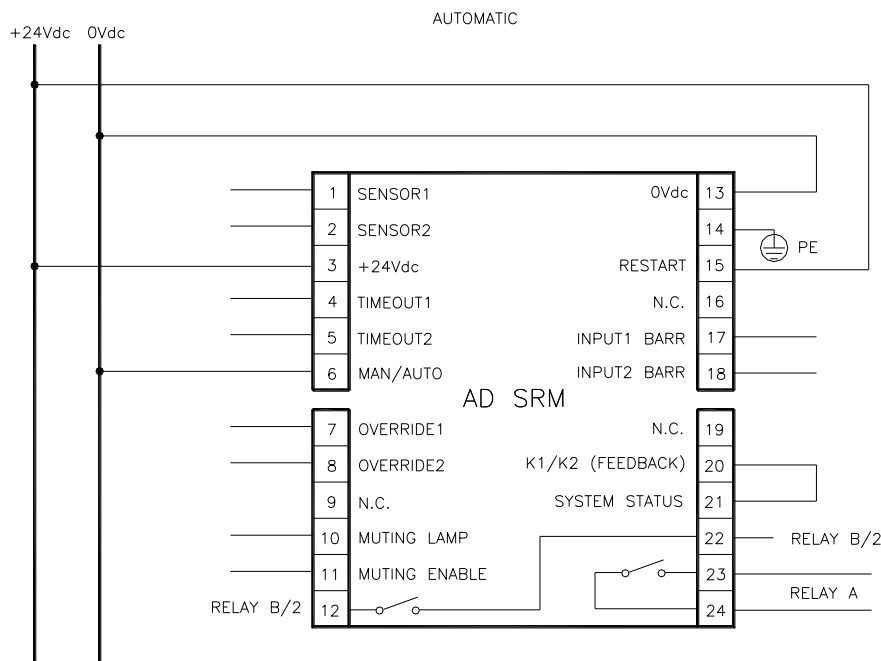 AUTOMATIC
+24Vdc 0Vdc
1 SENSOR1 0Vdc 13
2 SENSOR2 14 PE
3 +24Vdc RESTART 15
4 TIMEOUT1 N.C. 16
5 TIMEOUT2 INPUT1 BARR 17
6 MAN/AUTO INPUT2 BARR 18
AD SRM
7 OVERRIDE1 N.C. 19
8 OVERRIDE2 K1/K2 (FEEDBACK) 20
9 N.C. SYSTEM STATUS 21
10 MUTING LAMP 22 RELAY B/2
11 MUTING ENABLE 23
RELAY A
RELAY B/2 12 24